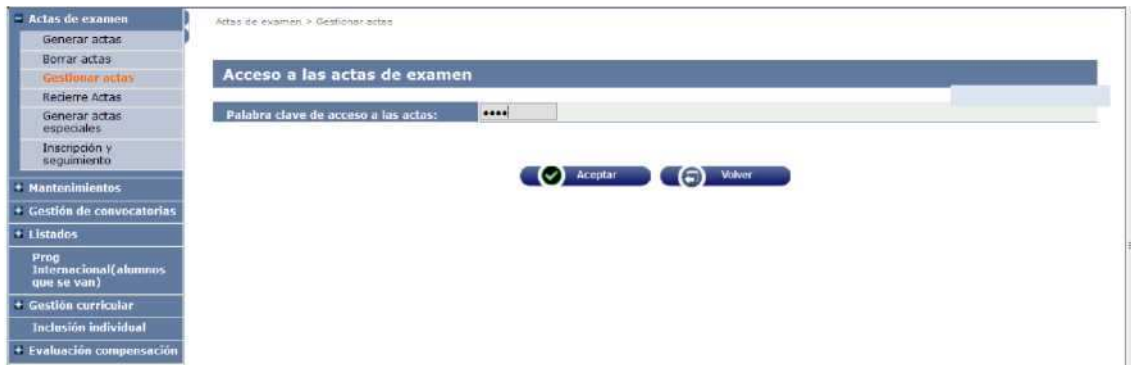 Actas de examen
Generar actas
Borrar actas
Gestionar actas
Recierre Actas
Generar actas
especiales
Inscripción y
seguimiento
Mantenimientos
Gestión de convocatorias
Listados
Prog
Internacional(alumnos
que se van)
Gestión curricular
Inclusión individual
Evaluación compensación
Actas de examen > Gestionar actas
Acceso a las actas de examen
Palabra clave de acceso a las actas: ••••
Aceptar Volver